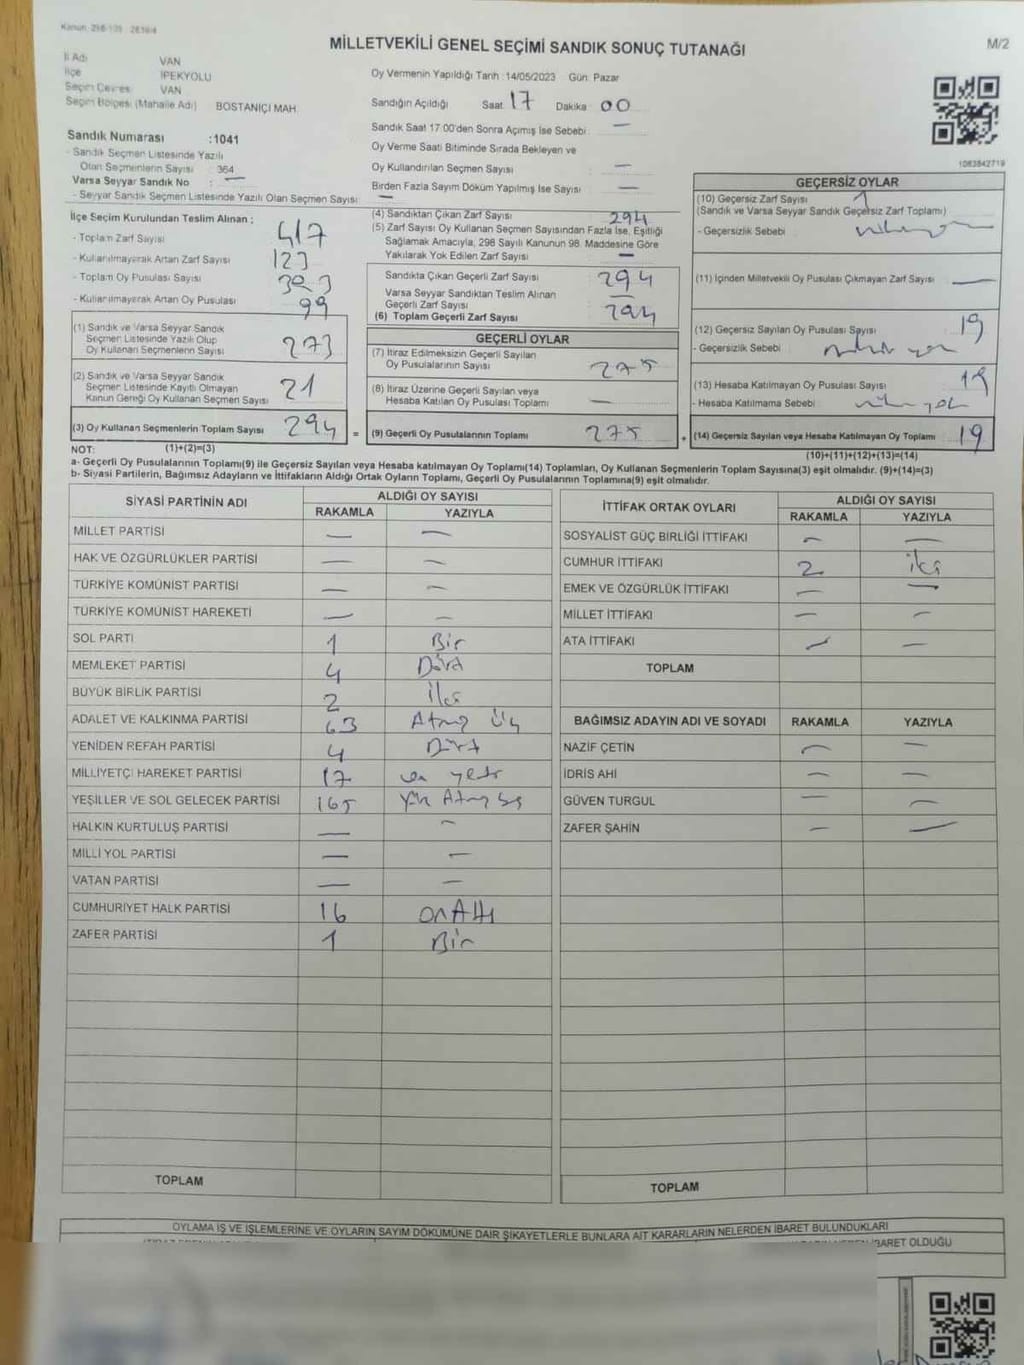 MİLLETVEKİLİ GENEL SEÇİMİ SANDIK SONUÇ TUTANAĞI
M/2
İl Adı VAN
İlçe İPEKYOLU
Seçim Çevresi VAN
Seçim Bölgesi (Mahalle Adı) BOSTANİÇİ MAH.
Oy Vermenin Yapıldığı Tarih :14/05/2023 Gün: Pazar
Sandığın Açıldığı Saat 17 Dakika 00
Sandık Saat 17:00'den Sonra Açılmış İse Sebebi : —
Oy Verme Saati Bitiminde Sırada Bekleyen ve
Oy Kullandırılan Seçmen Sayısı : —
Birden Fazla Sayım Döküm Yapılmış İse Sayısı : —
1083842719
Sandık Numarası :1041
- Sandık Seçmen Listesinde Yazılı
Olan Seçmenlerin Sayısı : 364
Varsa Seyyar Sandık No : —
- Seyyar Sandık Seçmen Listesinde Yazılı Olan Seçmen Sayısı: —
İlçe Seçim Kurulundan Teslim Alınan :
- Toplam Zarf Sayısı 417
- Kullanılmayarak Artan Zarf Sayısı 123
- Toplam Oy Pusulası Sayısı
- Kullanılmayarak Artan Oy Pusulası 99
(1) Sandık ve Varsa Seyyar Sandık
Seçmen Listesinde Yazılı Olup
Oy Kullanan Seçmenlerin Sayısı 273
(2) Sandık ve Varsa Seyyar Sandık
Seçmen Listesinde Kayıtlı Olmayan
Kanun Gereği Oy Kullanan Seçmen Sayısı 21
(3) Oy Kullanan Seçmenlerin Toplam Sayısı 294 =
(1)+(2)=(3)
(4) Sandıktan Çıkan Zarf Sayısı 294
(5) Zarf Sayısı Oy Kullanan Seçmen Sayısından Fazla İse, Eşitliği
Sağlamak Amacıyla, 298 Sayılı Kanunun 98. Maddesine Göre
Yakılarak Yok Edilen Zarf Sayısı —
Sandıkta Çıkan Geçerli Zarf Sayısı 294
Varsa Seyyar Sandıktan Teslim Alınan
Geçerli Zarf Sayısı —
(6) Toplam Geçerli Zarf Sayısı 294
GEÇERLİ OYLAR
(7) İtiraz Edilmeksizin Geçerli Sayılan
Oy Pusulalarının Sayısı 275
(8) İtiraz Üzerine Geçerli Sayılan veya
Hesaba Katılan Oy Pusulası Toplamı —
(9) Geçerli Oy Pusulalarının Toplamı 275 +
GEÇERSİZ OYLAR
(10) Geçersiz Zarf Sayısı
(Sandık ve Varsa Seyyar Sandık Geçersiz Zarf Toplamı)
- Geçersizlik Sebebi :
(11) İçinden Milletvekili Oy Pusulası Çıkmayan Zarf Sayısı —
(12) Geçersiz Sayılan Oy Pusulası Sayısı 19
- Geçersizlik Sebebi :
(13) Hesaba Katılmayan Oy Pusulası Sayısı 19
- Hesaba Katılmama Sebebi :
(14) Geçersiz Sayılan veya Hesaba Katılmayan Oy Toplamı 19
(10)+(11)+(12)+(13)=(14)
NOT:
a- Geçerli Oy Pusulalarının Toplamı(9) ile Geçersiz Sayılan veya Hesaba katılmayan Oy Toplamı(14) Toplamları, Oy Kullanan Seçmenlerin Toplam Sayısına(3) eşit olmalıdır. (9)+(14)=(3)
b- Siyasi Partilerin, Bağımsız Adayların ve İttifakların Aldığı Ortak Oyların Toplamı, Geçerli Oy Pusulalarının Toplamına(9) eşit olmalıdır.
SİYASİ PARTİNİN ADI ALDIĞI OY SAYISI
RAKAMLA YAZIYLA
MİLLET PARTİSİ — —
HAK VE ÖZGÜRLÜKLER PARTİSİ — —
TÜRKİYE KOMÜNİST PARTİSİ — —
TÜRKİYE KOMÜNİST HAREKETİ — —
SOL PARTİ 1 Bir
MEMLEKET PARTİSİ 4 Dört
BÜYÜK BİRLİK PARTİSİ 2 iki
ADALET VE KALKINMA PARTİSİ 63 Atmış Üç
YENİDEN REFAH PARTİSİ 4 Dört
MİLLİYETÇİ HAREKET PARTİSİ 17 on yedi
YEŞİLLER VE SOL GELECEK PARTİSİ 165 Yüz Atmış beş
HALKIN KURTULUŞ PARTİSİ — —
MİLLİ YOL PARTİSİ — —
VATAN PARTİSİ — —
CUMHURİYET HALK PARTİSİ 16 on Altı
ZAFER PARTİSİ 1 Bir
TOPLAM
İTTİFAK ORTAK OYLARI ALDIĞI OY SAYISI
RAKAMLA YAZIYLA
SOSYALİST GÜÇ BİRLİĞİ İTTİFAKI — —
CUMHUR İTTİFAKI 2 iki
EMEK VE ÖZGÜRLÜK İTTİFAKI — —
MİLLET İTTİFAKI — —
ATA İTTİFAKI — —
TOPLAM
BAĞIMSIZ ADAYIN ADI VE SOYADI RAKAMLA YAZIYLA
NAZİF ÇETİN — —
İDRİS AHİ — —
GÜVEN TURGUL — —
ZAFER ŞAHİN — —
TOPLAM
OYLAMA İŞ VE İŞLEMLERİNE VE OYLARIN SAYIM DÖKÜMÜNE DAİR ŞİKAYETLERLE BUNLARA AİT KARARLARIN NELERDEN İBARET BULUNDUKLARI
İBARET OLDUĞU